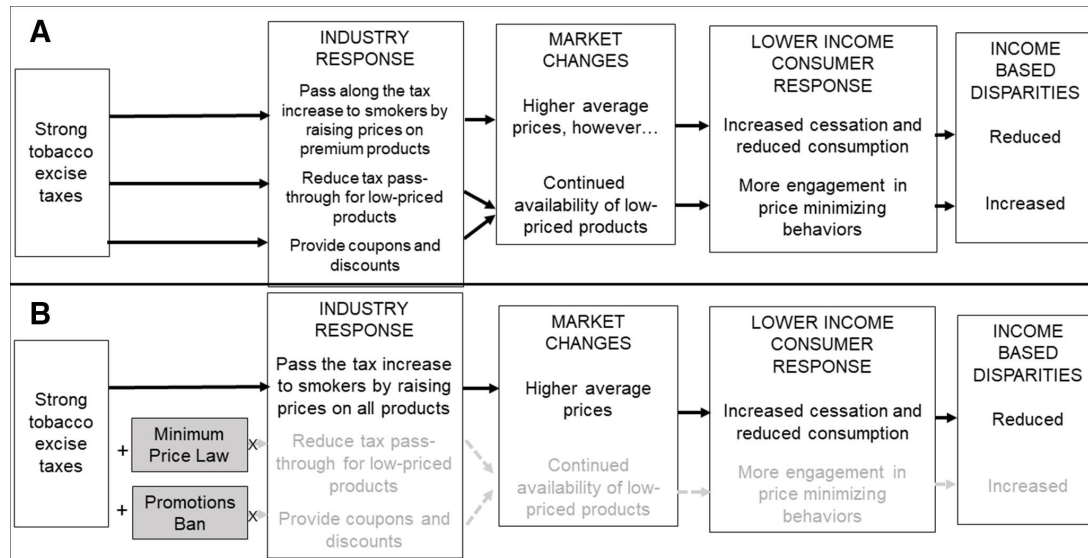 A
Strong
tobacco
excise
taxes
INDUSTRY
RESPONSE
Pass along the tax
increase to smokers by
raising prices on
premium products
Reduce tax pass-
through for low-priced
products
Provide coupons and
discounts
MARKET
CHANGES
Higher average
prices, however…
Continued
availability of low-
priced products
LOWER INCOME
CONSUMER
RESPONSE
Increased cessation and
reduced consumption
More engagement in
price minimizing
behaviors
INCOME
BASED
DISPARITIES
Reduced
Increased
B
Strong
tobacco
excise
taxes
+
Minimum
Price Law
X
+
Promotions
Ban
X
INDUSTRY
RESPONSE
Pass the tax increase
to smokers by raising
prices on all products
Reduce tax pass-
through for low-priced
products
Provide coupons and
discounts
MARKET
CHANGES
Higher average
prices
Continued
availability of low-
priced products
LOWER INCOME
CONSUMER
RESPONSE
Increased cessation and
reduced consumption
More engagement in
price minimizing
behaviors
INCOME
BASED
DISPARITIES
Reduced
Increased